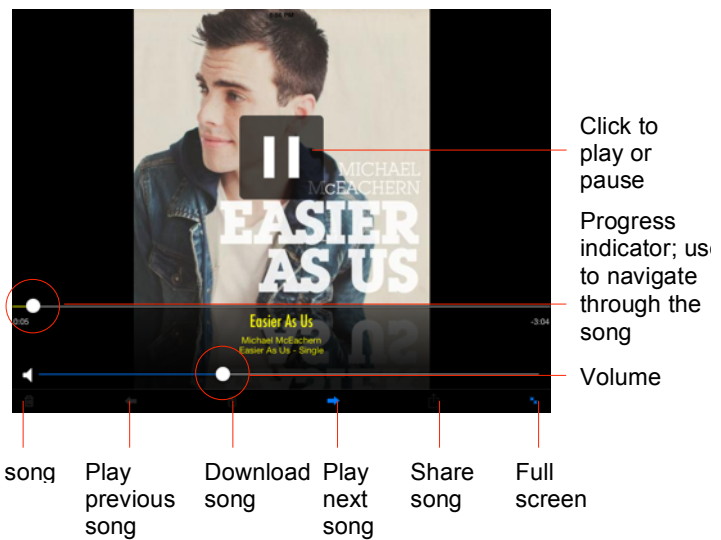 Click to
play or
pause
MICHAEL
McEACHERN
EASIER
AS US
Progress
indicator; us
to navigate
through the
song
0:05
-3:04
Easier As Us
Michael McEachern
Easier As Us - Single
Volume
song
Play
previous
song
Download
song
Play
next
song
Share
song
Full
screen